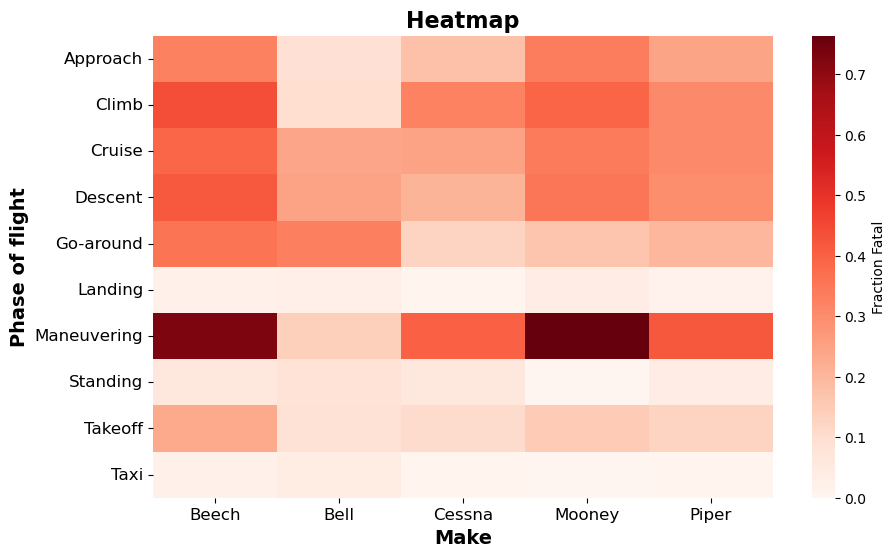 Heatmap
Phase of flight
Approach
Climb
Cruise
Descent
Go-around
Landing
Maneuvering
Standing
Takeoff
Taxi
Beech Bell Cessna Mooney Piper
Make
0.7
0.6
0.5
0.4
0.3
0.2
0.1
0.0
Fraction Fatal